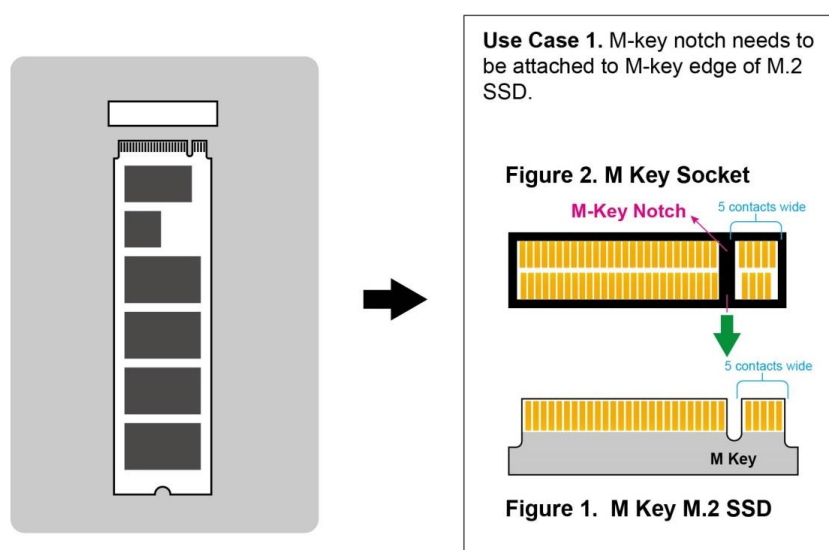 Use Case 1. M-key notch needs to
be attached to M-key edge of M.2
SSD.
Figure 2. M Key Socket
M-Key Notch
5 contacts wide
5 contacts wide
M Key
Figure 1. M Key M.2 SSD